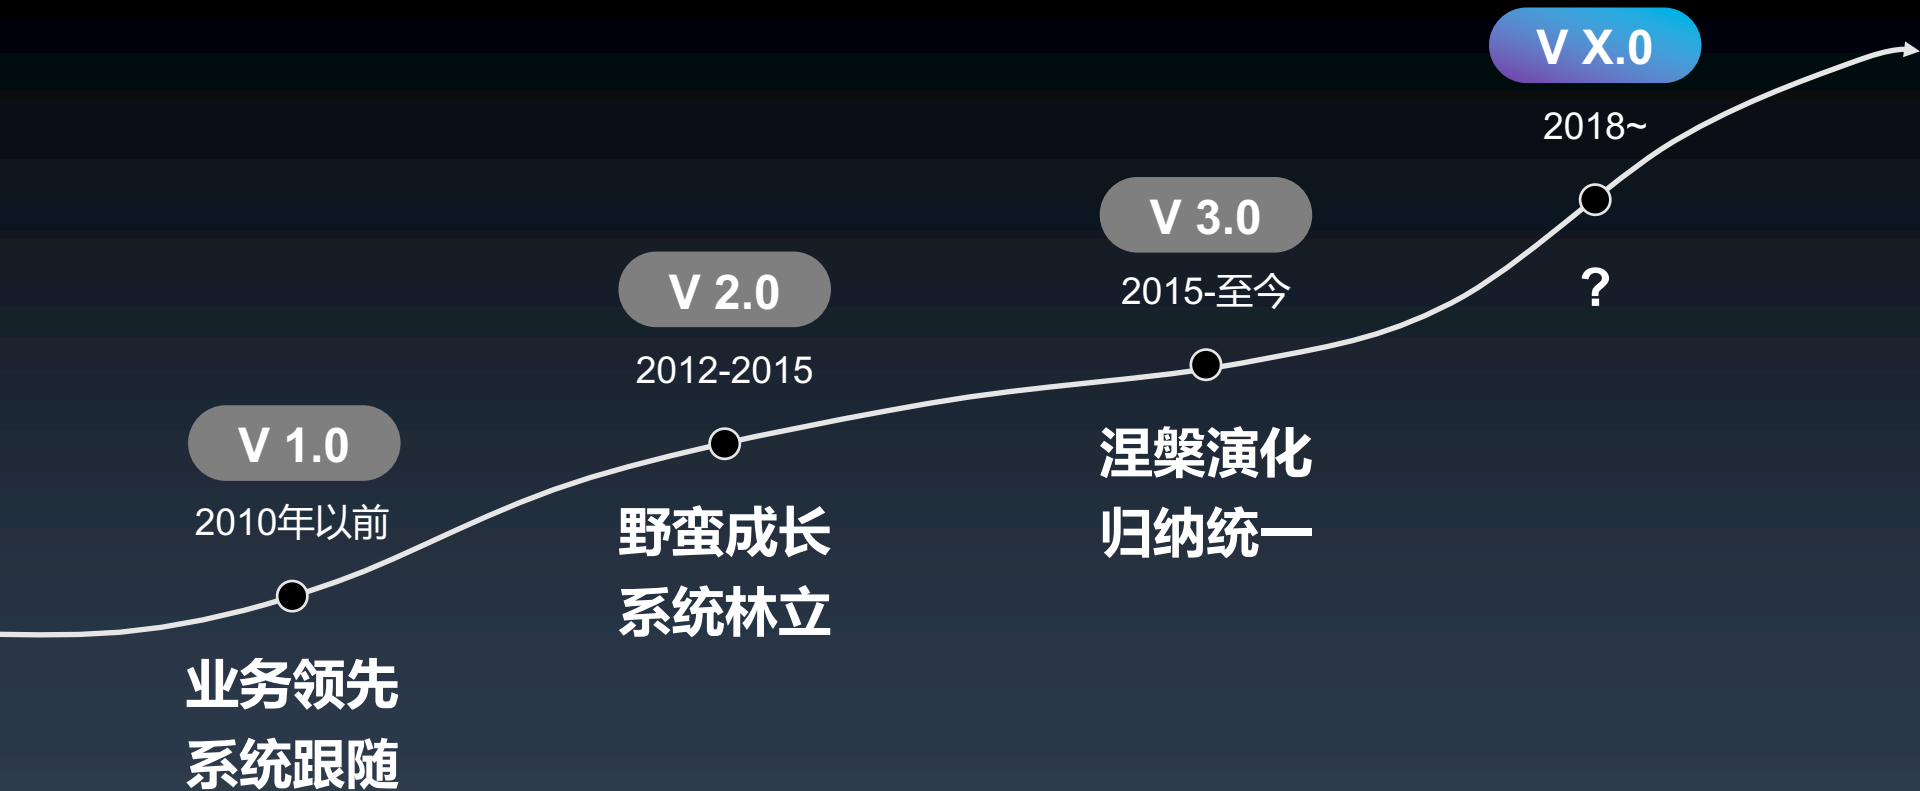 V 1.0
2010年以前
业务领先
系统跟随
V 2.0
2012-2015
野蛮成长
系统林立
V 3.0
2015-至今
涅槃演化
归纳统一
V X.0
2018~
?